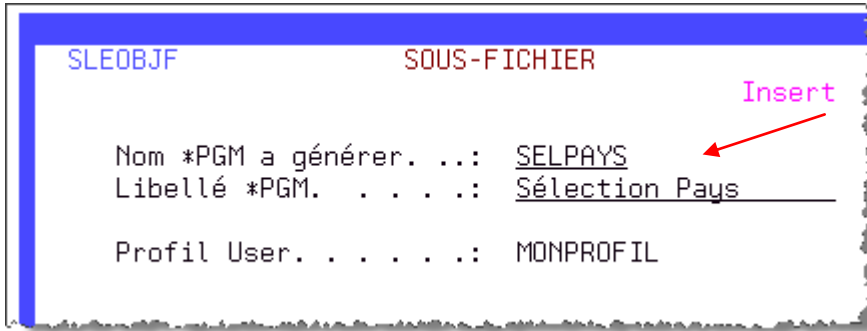 SLEOBJF SOUS-FICHIER
Insert
Nom *PGM a générer. ..: SELPAYS
Libellé *PGM. . . . .: Sélection Pays
Profil User. . . . . .: MONPROFIL